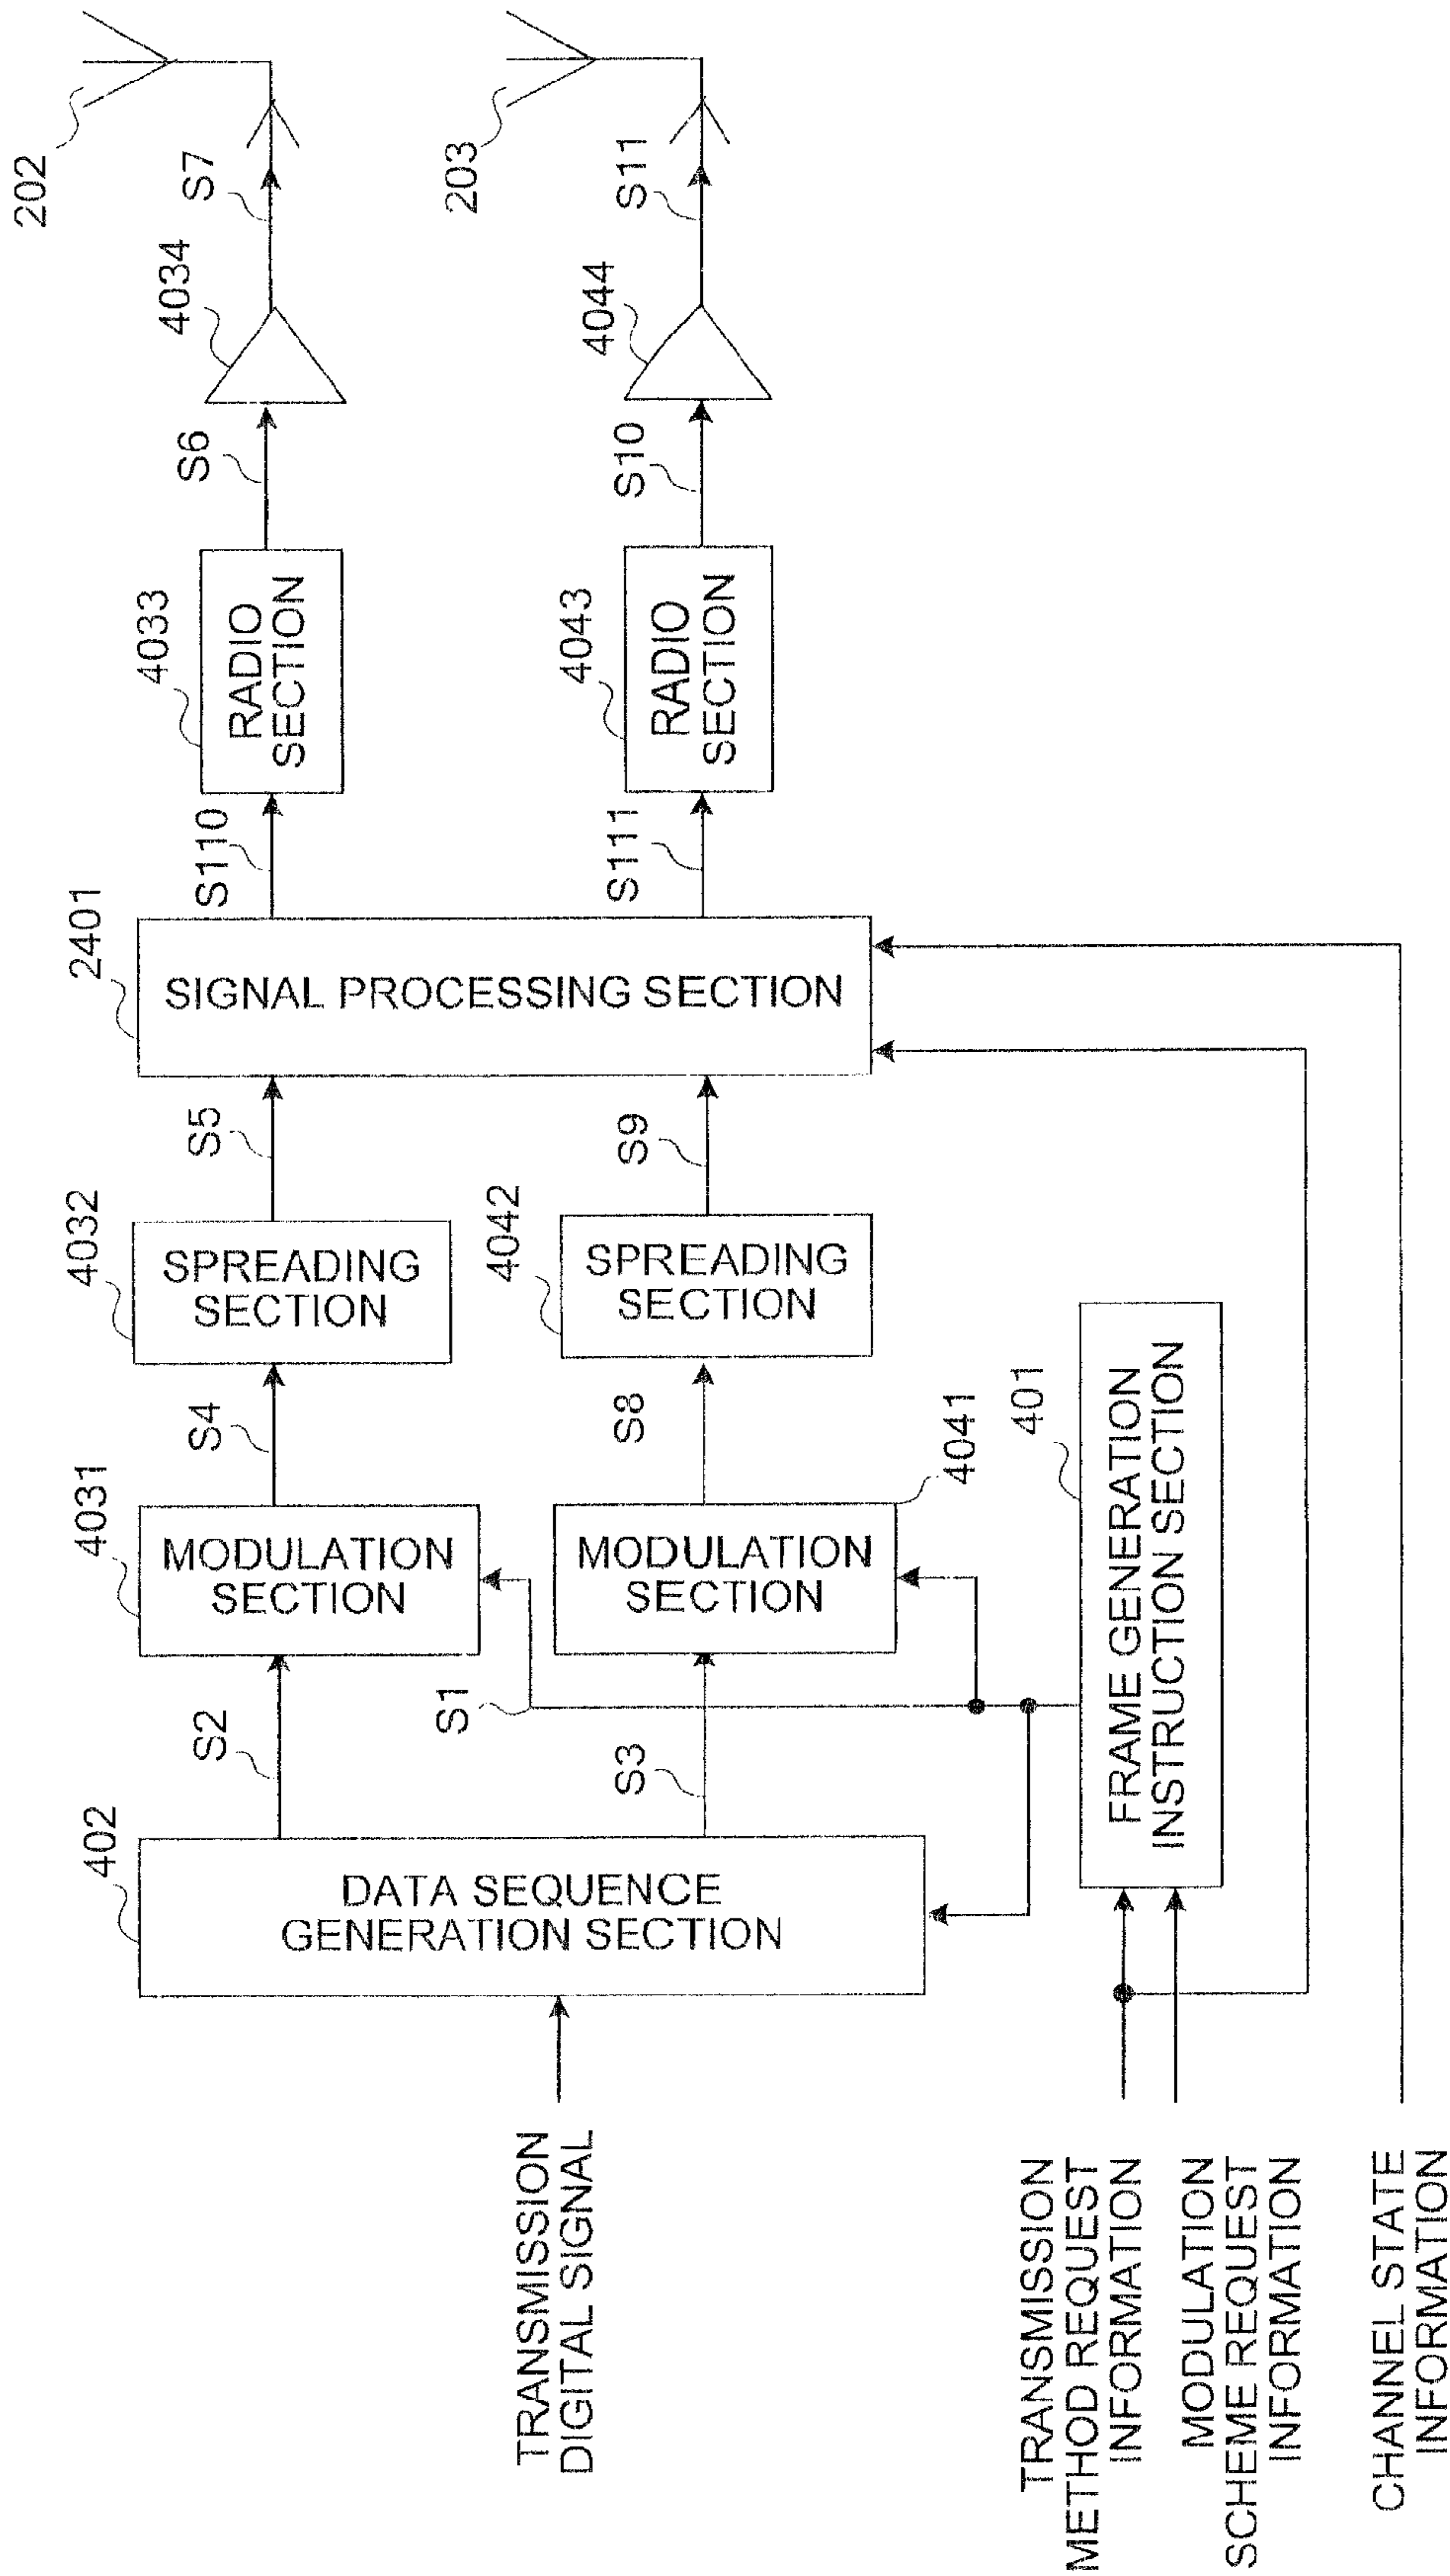 202
S7
4034
S6
4033
RADIO
SECTION
S110
2401
SIGNAL PROCESSING SECTION
S5
4032
SPREADING
SECTION
S4
4031
MODULATION
SECTION
S2
402
DATA SEQUENCE
GENERATION SECTION
TRANSMISSION
DIGITAL SIGNAL
203
S11
4044
S10
4043
RADIO
SECTION
S111
S9
4042
SPREADING
SECTION
S8
4041
MODULATION
SECTION
S1
S3
401
FRAME GENERATION
INSTRUCTION SECTION
TRANSMISSION
METHOD REQUEST
INFORMATION
MODULATION
SCHEME REQUEST
INFORMATION
CHANNEL STATE
INFORMATION